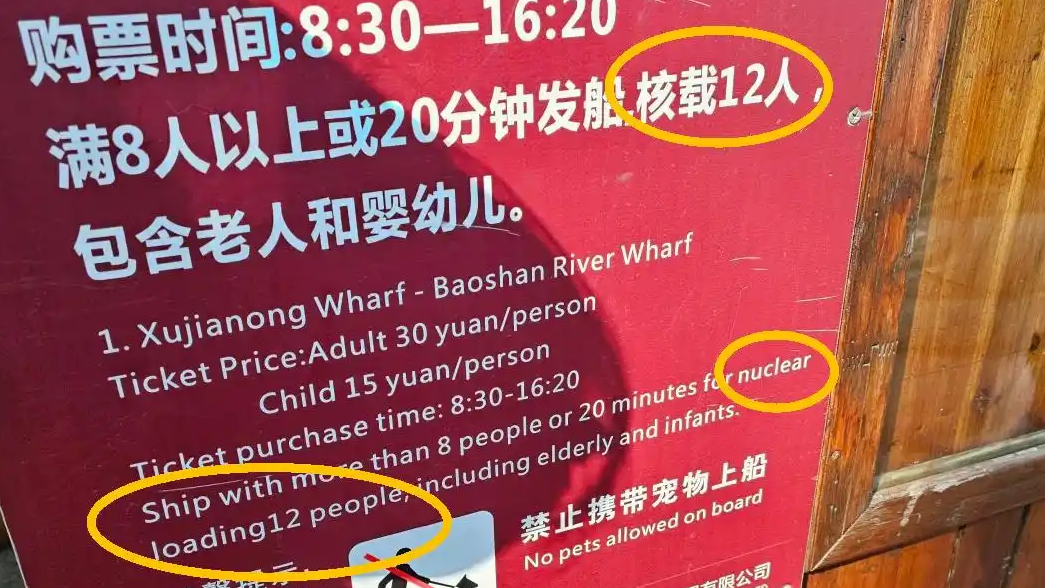 购票时间:8:30—16:20
满8人以上或20分钟发船,核载12人,
包含老人和婴幼儿。
1. Xujianong Wharf - Baoshan River Wharf
Ticket Price:Adult 30 yuan/person
Child 15 yuan/person
Ticket purchase time: 8:30-16:20
Ship with more than 8 people or 20 minutes for nuclear
loading12 people, including elderly and infants.
禁止携带宠物上船
No pets allowed on board
有限公司